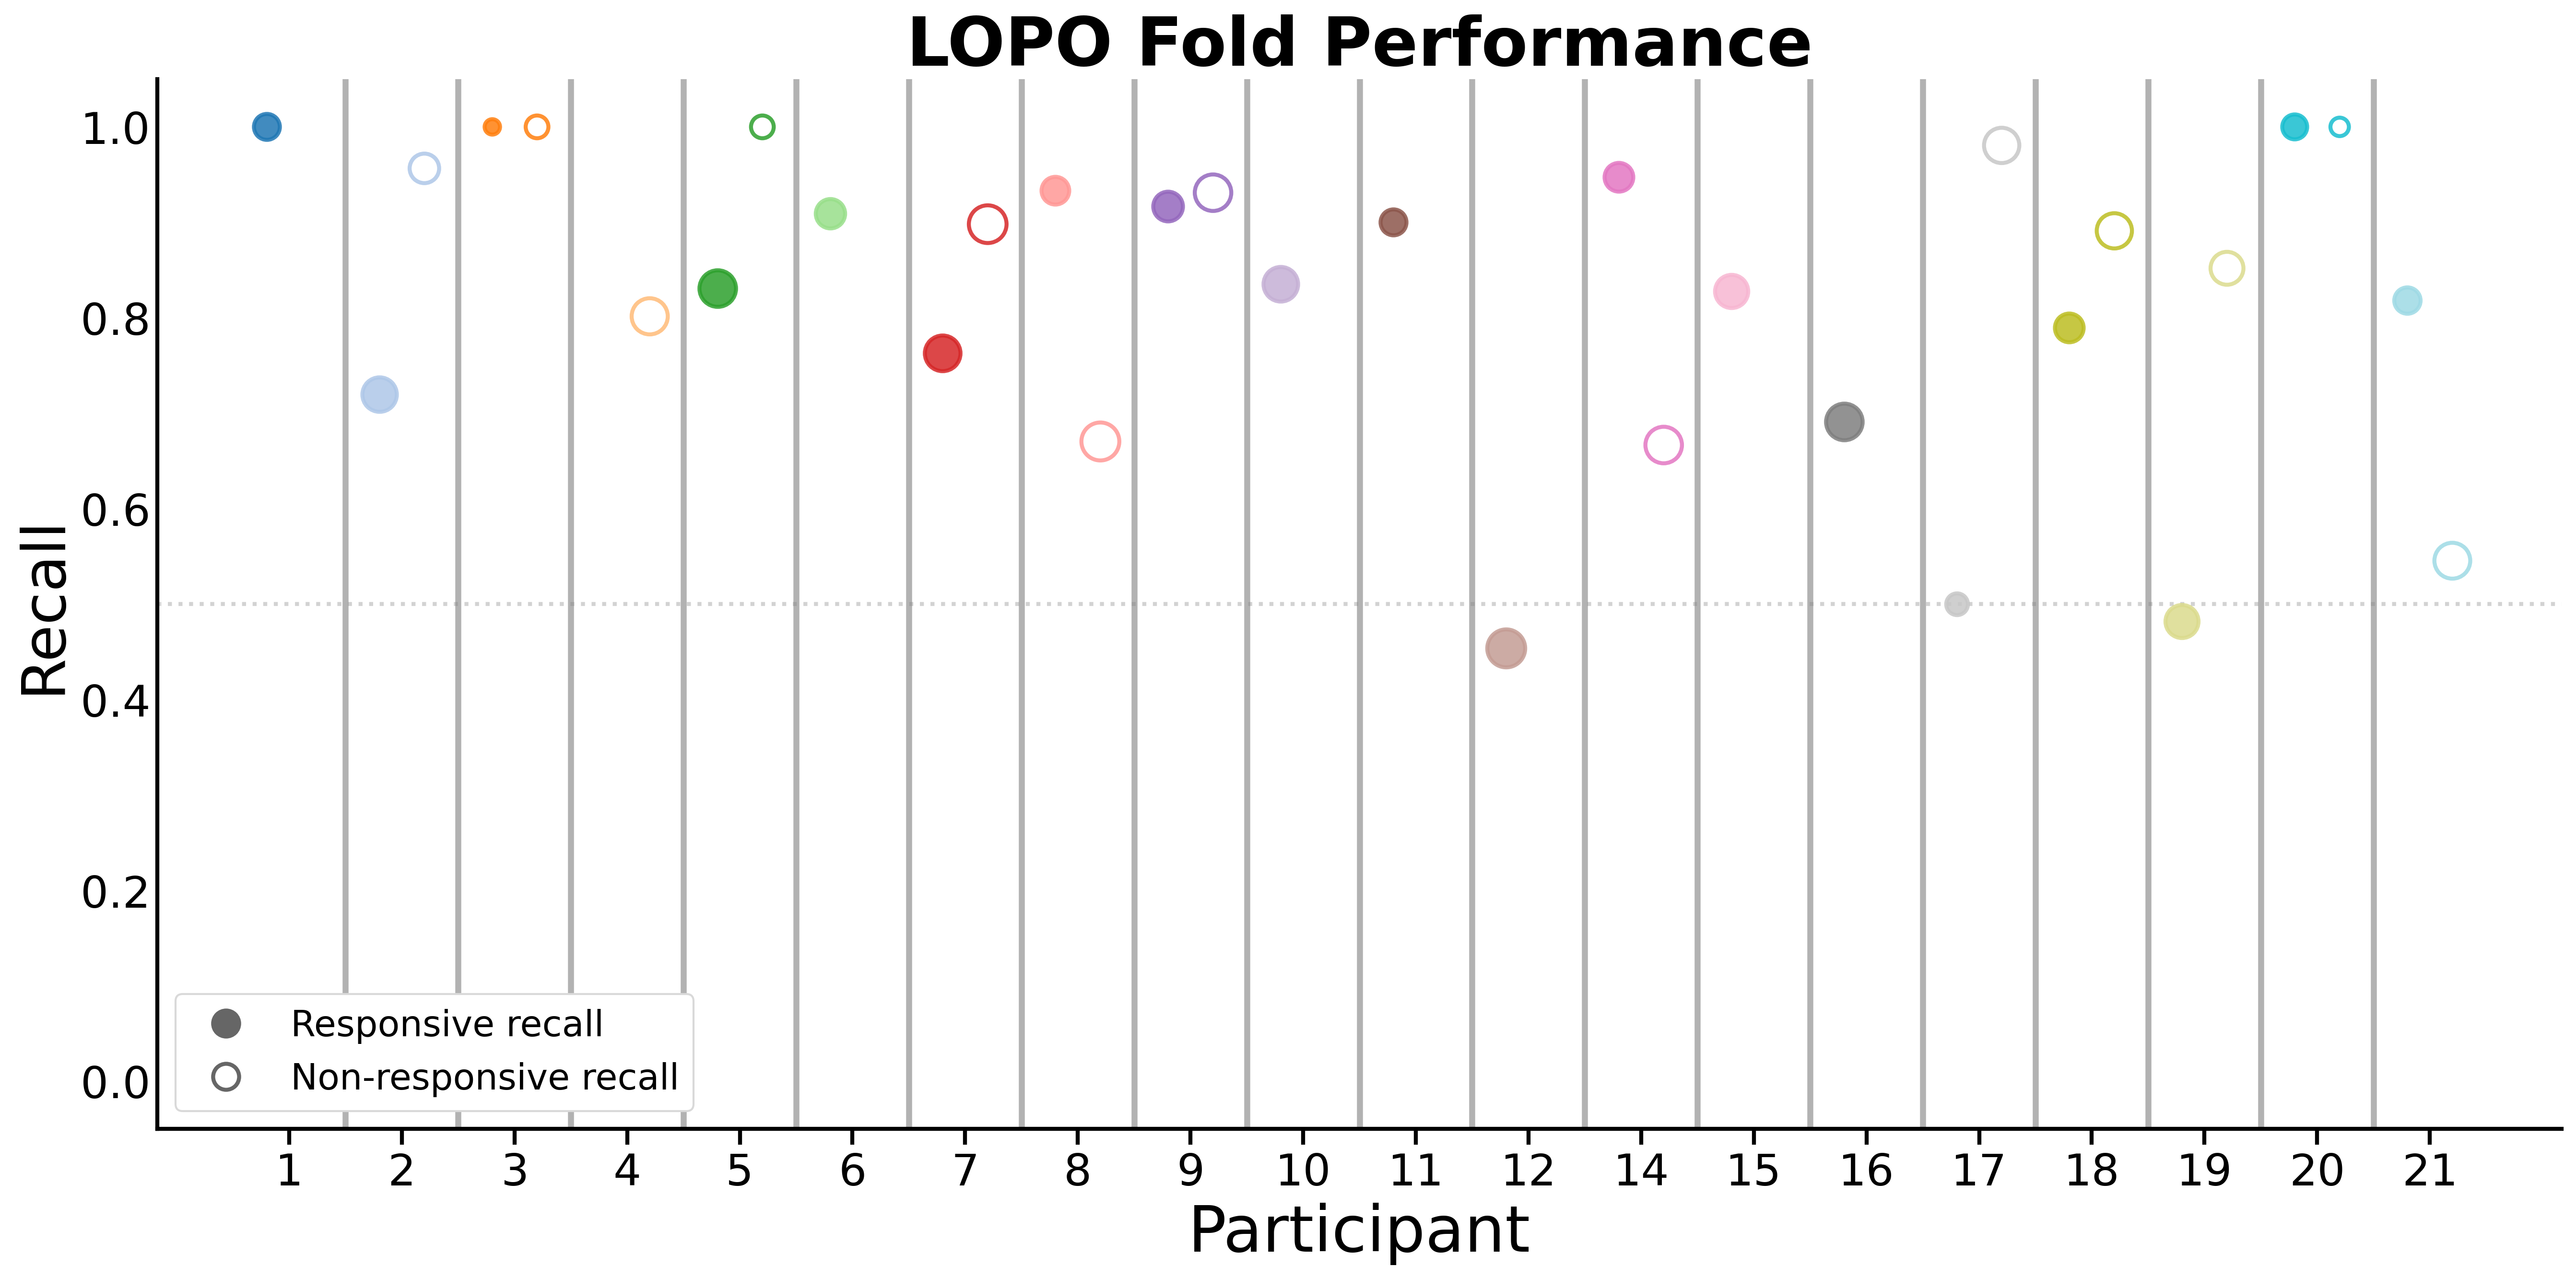 LOPO Fold Performance
1.0
0.8
0.6
0.4
0.2
0.0
Recall
Responsive recall
Non-responsive recall
1 2 3 4 5 6 7 8 9 10 11 12 14 15 16 17 18 19 20 21
Participant